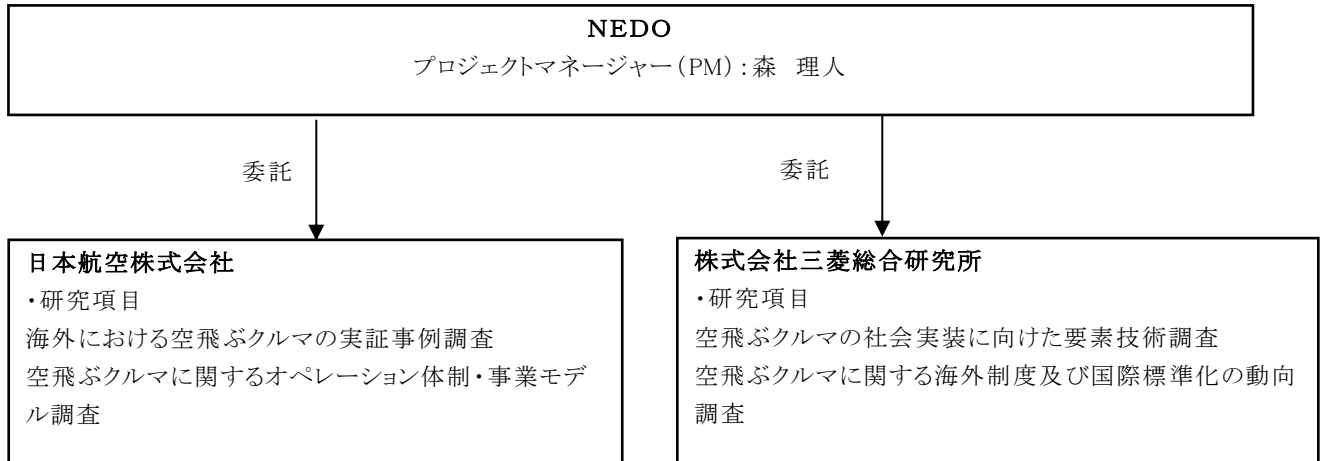 NEDO
プロジェクトマネージャー(PM):森 理人
委託
委託
日本航空株式会社
・研究項目
海外における空飛ぶクルマの実証事例調査
空飛ぶクルマに関するオペレーション体制・事業モデ
ル調査
株式会社三菱総合研究所
・研究項目
空飛ぶクルマの社会実装に向けた要素技術調査
空飛ぶクルマに関する海外制度及び国際標準化の動向
調査